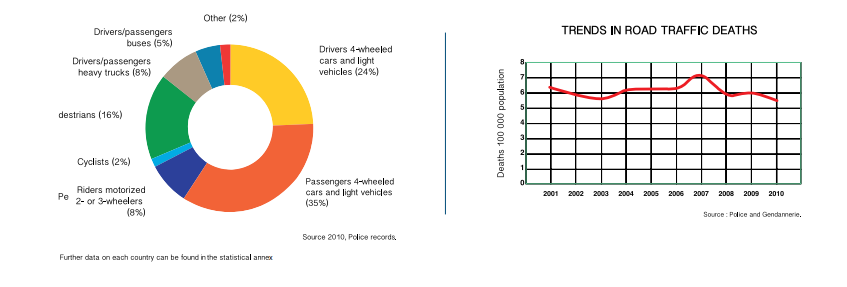 Other (2%)
Drivers/passengers
buses (5%)
Drivers/passengers
heavy trucks (8%)
destrians (16%)
Cyclists (2%)
Pe
Riders motorized
2- or 3-wheelers
(8%)
Drivers 4-wheeled
cars and light
vehicles (24%)
Passengers 4-wheeled
cars and light vehicles
(35%)
Source 2010, Police records.
Further data on each country can be found in the statistical annex
TRENDS IN ROAD TRAFFIC DEATHS
Deaths 100 000 population
8
7
6
5
4
3
2
1
0
2001 2002 2003 2004 2005 2006 2007 2008 2009 2010
Source : Police and Gendannerie.